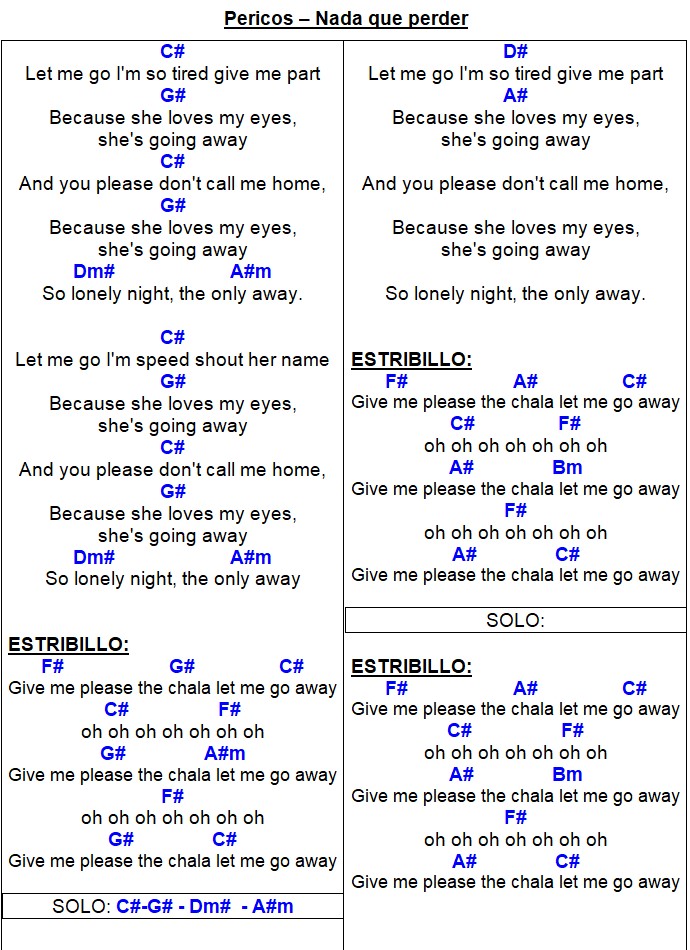 Pericos – Nada que perder
C#
Let me go I'm so tired give me part
G#
Because she loves my eyes,
she's going away
C#
And you please don't call me home,
G#
Because she loves my eyes,
she's going away
Dm# A#m
So lonely night, the only away.
C#
Let me go I'm speed shout her name
G#
Because she loves my eyes,
she's going away
C#
And you please don't call me home,
G#
Because she loves my eyes,
she's going away
Dm# A#m
So lonely night, the only away
ESTRIBILLO:
F# G# C#
Give me please the chala let me go away
C# F#
oh oh oh oh oh oh oh
G# A#m
Give me please the chala let me go away
F#
oh oh oh oh oh oh oh
G# C#
Give me please the chala let me go away
SOLO: C#-G# - Dm# - A#m
D#
Let me go I'm so tired give me part
A#
Because she loves my eyes,
she's going away
And you please don't call me home,
Because she loves my eyes,
she's going away
So lonely night, the only away.
ESTRIBILLO:
F# A# C#
Give me please the chala let me go away
C# F#
oh oh oh oh oh oh oh
A# Bm
Give me please the chala let me go away
F#
oh oh oh oh oh oh oh
A# C#
Give me please the chala let me go away
SOLO:
ESTRIBILLO:
F# A# C#
Give me please the chala let me go away
C# F#
oh oh oh oh oh oh oh
A# Bm
Give me please the chala let me go away
F#
oh oh oh oh oh oh oh
A# C#
Give me please the chala let me go away